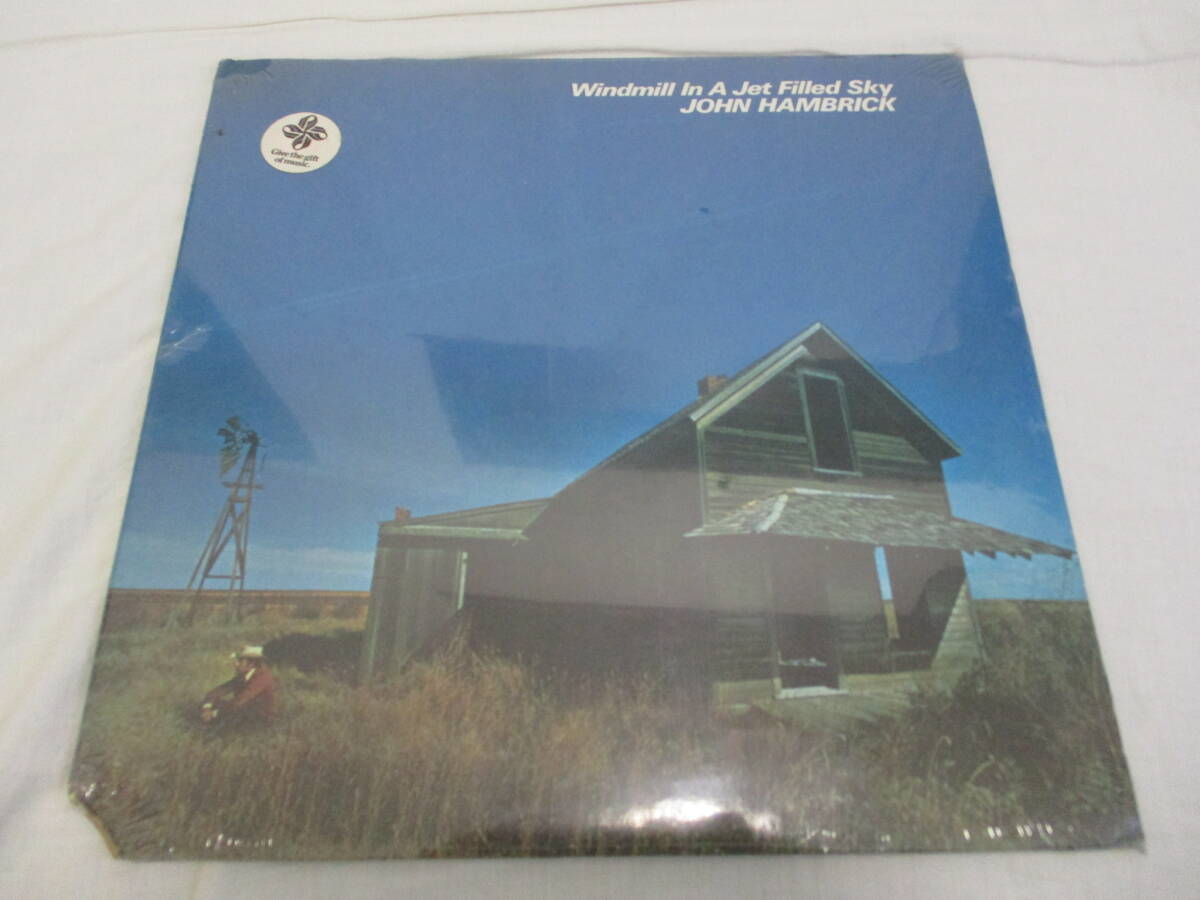 Windmill In A Jet Filled Sky
JOHN HAMBRICK
Give the gift
of music.